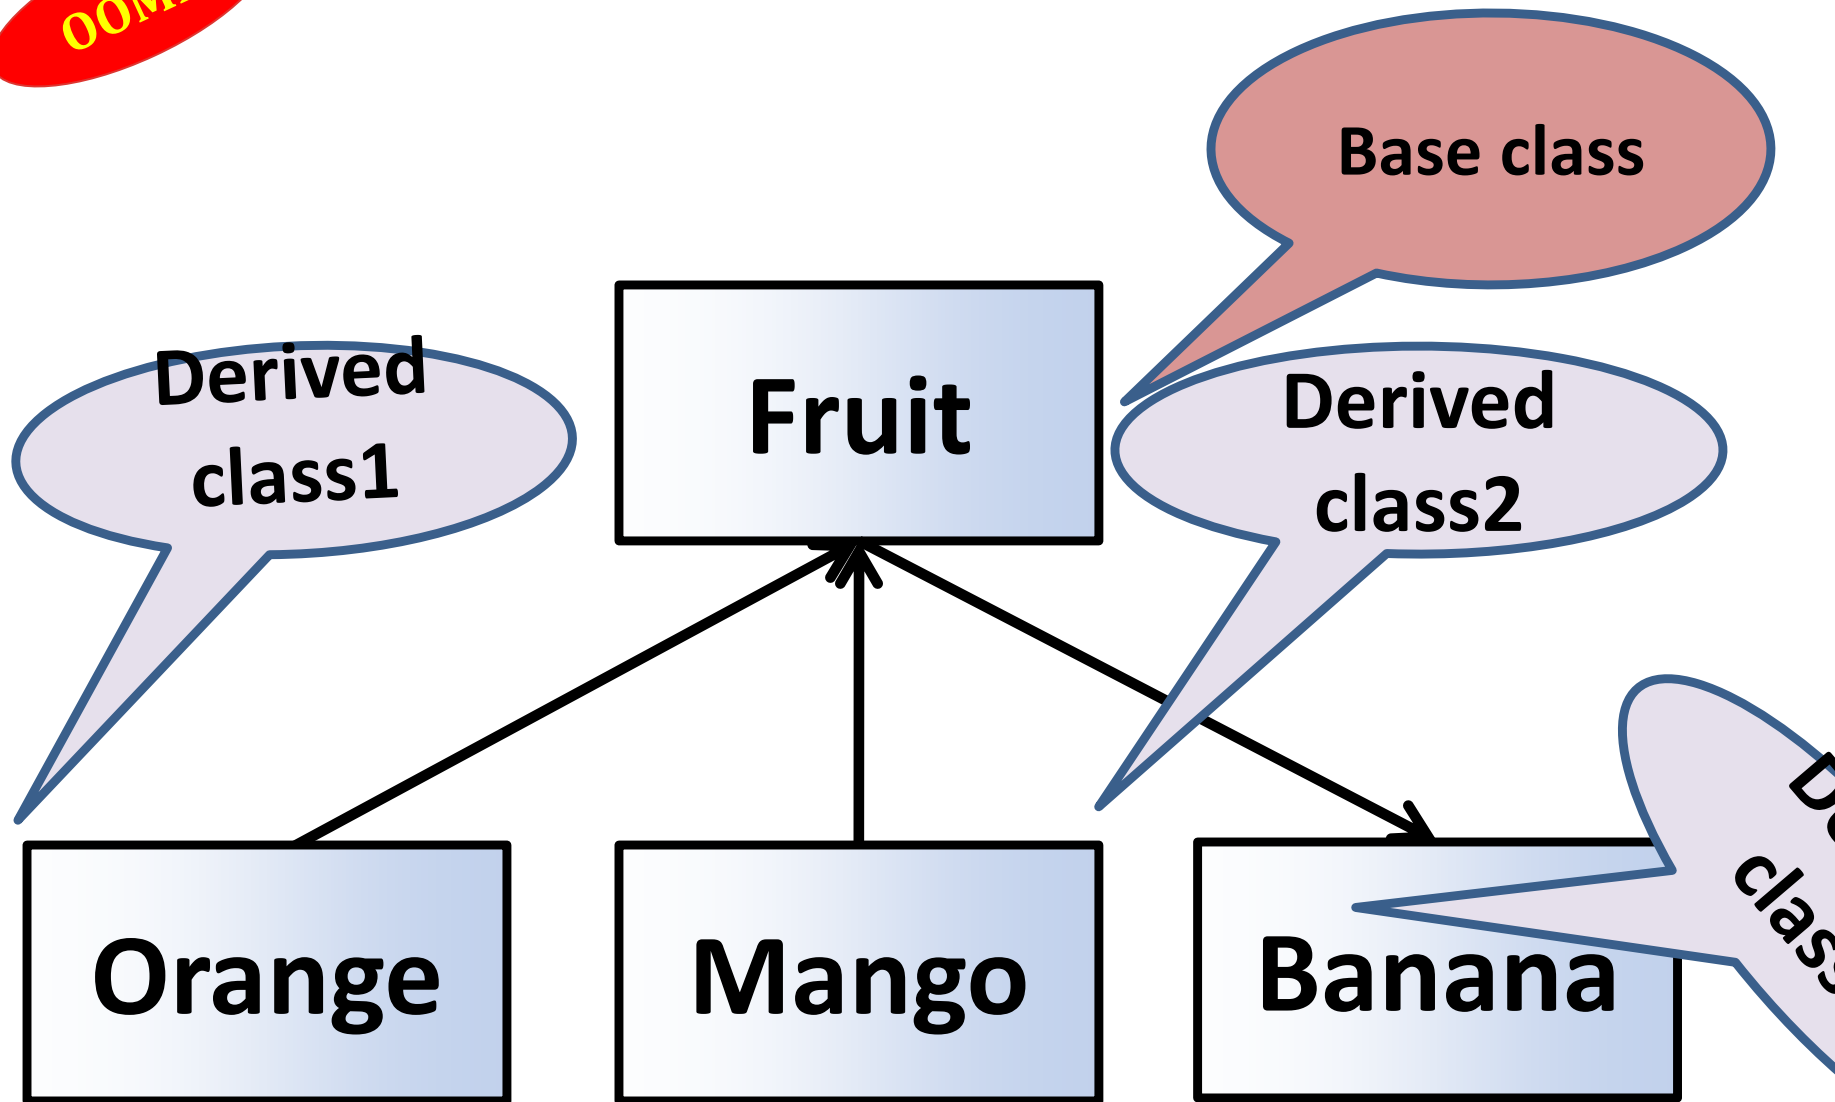 Base class
Derived
class1
Fruit
Derived
class2
Orange
Mango
Banana